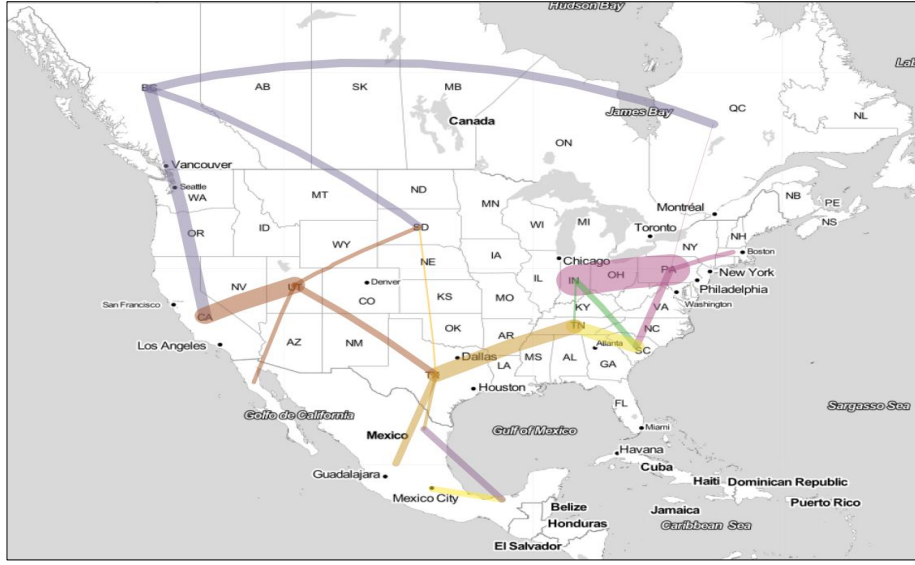 Hudson Bay
Lab
BC
AB
SK
MB
James Bay
QC
Canada
NL
ON
Vancouver
Seattle
WA
MT
ND
MN
Montréal
NB
PE
NS
OR
ID
SD
WI
MI
Toronto
NY
NH
Boston
WY
NE
IA
Chicago
IN
OH
PA
New York
NV
UT
Denver
CO
IL
Philadelphia
San Francisco
CA
KS
MO
KY
VA
Washington
Los Angeles
AZ
NM
OK
AR
TN
NC
Atlanta
SC
Dallas
TX
LA
MS
AL
GA
Houston
FL
Golfo de California
Mexico
Gulf of Mexico
Miami
Sargasso Sea
Guadalajara
Havana
Cuba
Mexico City
Haiti
Dominican Republic
Belize
Jamaica
Puerto Rico
Honduras
Caribbean Sea
El Salvador